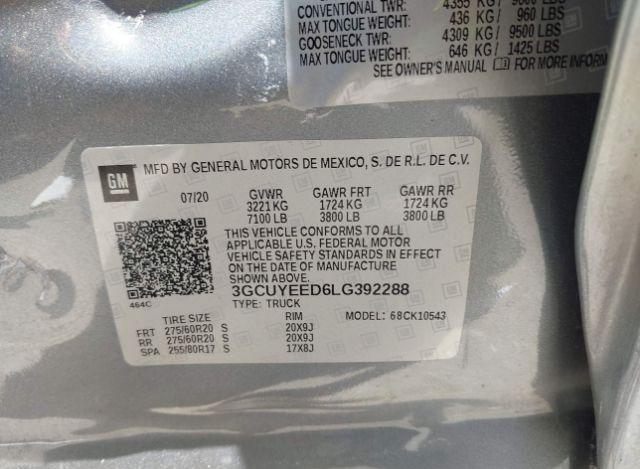 CONVENTIONAL TWR: 4355 KG/ 9600 LBS
MAX TONGUE WEIGHT: 436 KG/ 960 LBS
GOOSENECK TWR: 4309 KG/ 9500 LBS
MAX TONGUE WEIGHT: 646 KG/ 1425 LBS
SEE OWNER'S MANUAL FOR MORE INFORM
GM
MFD BY GENERAL MOTORS DE MEXICO, S. DE R.L. DE C.V.
07/20 GVWR GAWR FRT GAWR RR
3221 KG 1724 KG 1724 KG
7100 LB 3800 LB 3800 LB
THIS VEHICLE CONFORMS TO ALL
APPLICABLE U.S. FEDERAL MOTOR
VEHICLE SAFETY STANDARDS IN EFFECT
ON THE DATE OF MANUFACTURE
SHOWN ABOVE.
464C 3GCUYEED6LG392288
TYPE: TRUCK
TIRE SIZE RIM MODEL: 68CK10543
FRT 275/60R20 S 20X9J
RR 275/60R20 S 20X9J
SPA 255/80R17 S 17X8J